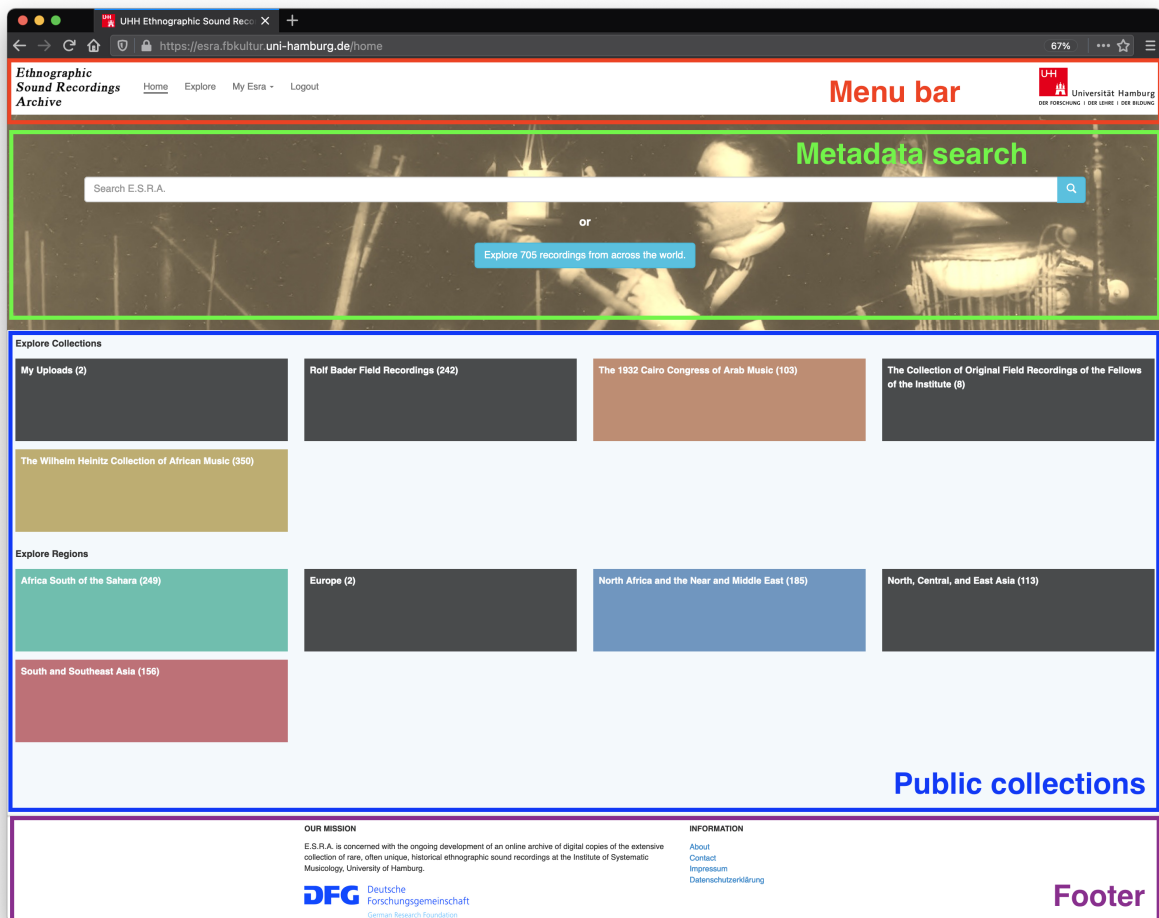 UHH Ethnographic Sound Reco
https://esra.fbkultur.uni-hamburg.de/home
67%
Ethnographic
Sound Recordings
Archive
Home
Explore
My Esra
Logout
Menu bar
UHH
Universität Hamburg
DER FORSCHUNG | DER LEHRE | DER BILDUNG
Metadata search
Search E.S.R.A.
or
Explore 705 recordings from across the world.
Explore Collections
My Uploads (2)
Rolf Bader Field Recordings (242)
The 1932 Cairo Congress of Arab Music (103)
The Collection of Original Field Recordings of the Fellows
of the Institute (8)
The Wilhelm Heinitz Collection of African Music (350)
Explore Regions
Africa South of the Sahara (249)
Europe (2)
North Africa and the Near and Middle East (185)
North, Central, and East Asia (113)
South and Southeast Asia (156)
Public collections
OUR MISSION
E.S.R.A. is concerned with the ongoing development of an online archive of digital copies of the extensive
collection of rare, often unique, historical ethnographic sound recordings at the Institute of Systematic
Musicology, University of Hamburg.
DFG
Deutsche
Forschungsgemeinschaft
German Research Foundation
INFORMATION
About
Contact
Impressum
Datenschutzerklärung
Footer